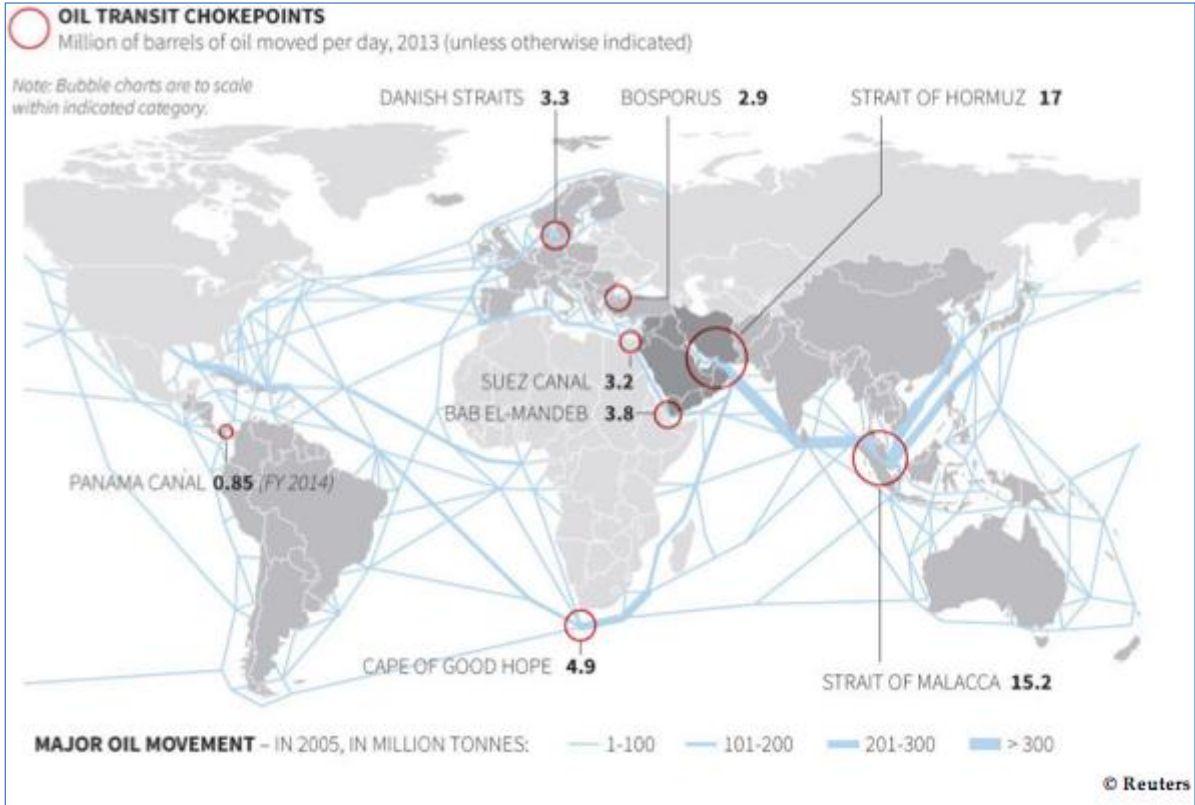 OIL TRANSIT CHOKEPOINTS
Million of barrels of oil moved per day, 2013 (unless otherwise indicated)
Note: Bubble charts are to scale
within indicated category.
DANISH STRAITS 3.3
BOSPORUS 2.9
STRAIT OF HORMUZ 17
SUEZ CANAL 3.2
BAB EL-MANDEB 3.8
PANAMA CANAL 0.85 (FY 2014)
CAPE OF GOOD HOPE 4.9
STRAIT OF MALACCA 15.2
MAJOR OIL MOVEMENT – IN 2005, IN MILLION TONNES: 1-100 101-200 201-300 > 300
© Reuters